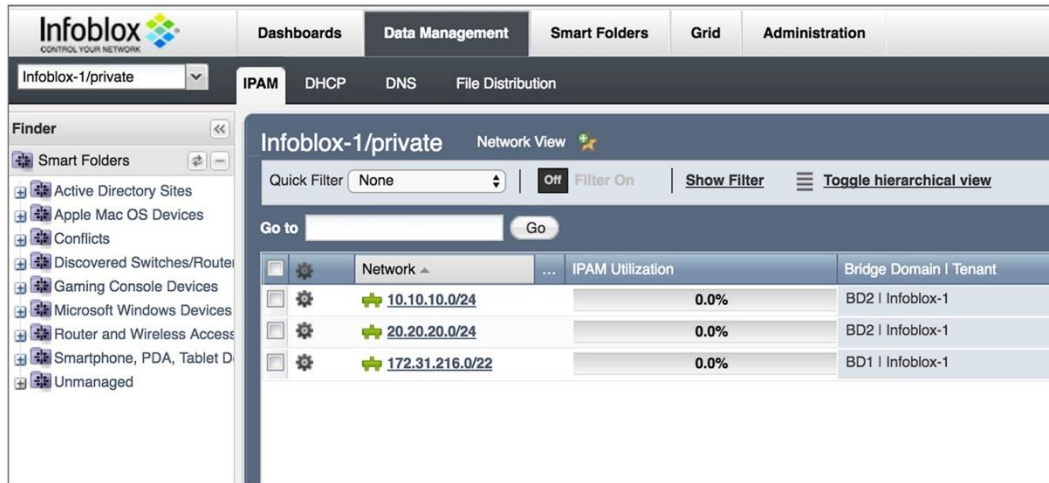 Infoblox
CONTROL YOUR NETWORK
Dashboards Data Management Smart Folders Grid Administration
Infoblox-1/private
IPAM DHCP DNS File Distribution
Finder
Smart Folders
Active Directory Sites
Apple Mac OS Devices
Conflicts
Discovered Switches/Router
Gaming Console Devices
Microsoft Windows Devices
Router and Wireless Access
Smartphone, PDA, Tablet D
Unmanaged
Infoblox-1/private Network View
Quick Filter None Off Filter On Show Filter Toggle hierarchical view
Go to Go
Network ... IPAM Utilization Bridge Domain | Tenant
10.10.10.0/24 0.0% BD2 | Infoblox-1
20.20.20.0/24 0.0% BD2 | Infoblox-1
172.31.216.0/22 0.0% BD1 | Infoblox-1